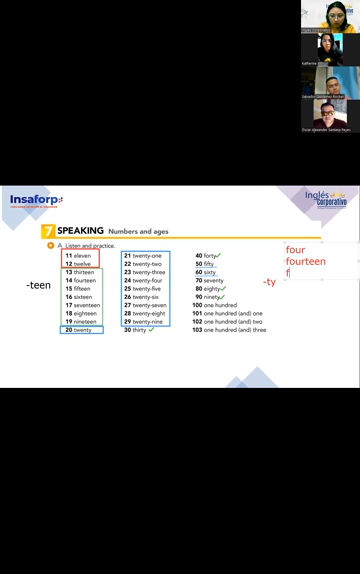 Insaforp
Inglés
Corporativo
7 SPEAKING Numbers and ages
A Listen and practice.
11 eleven
12 twelve
13 thirteen
14 fourteen
15 fifteen
16 sixteen
17 seventeen
18 eighteen
19 nineteen
20 twenty
21 twenty-one
22 twenty-two
23 twenty-three
24 twenty-four
25 twenty-five
26 twenty-six
27 twenty-seven
28 twenty-eight
29 twenty-nine
30 thirty ✓
40 forty✓
50 fifty
60 sixty
70 seventy
80 eighty✓
90 ninety✓
100 one hundred
101 one hundred (and) one
102 one hundred (and) two
103 one hundred (and) three
-teen
-ty
four
fourteen
f